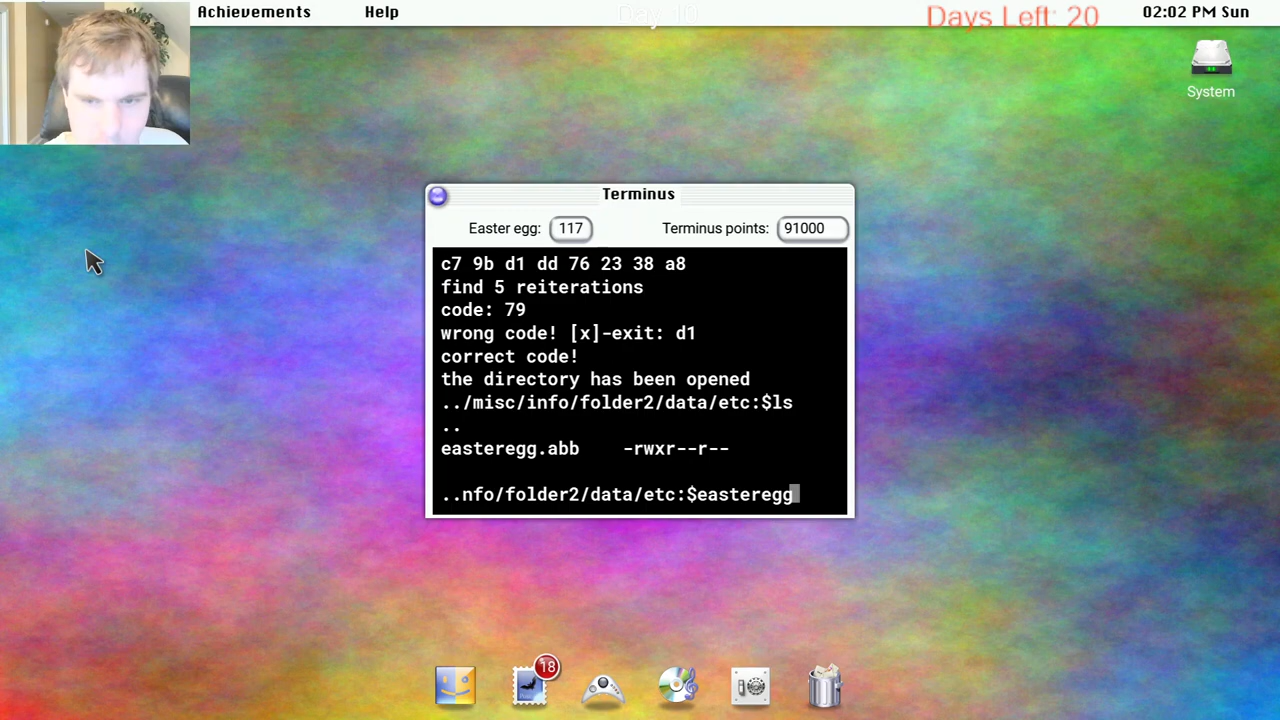 Achievements Help Day 10 Days Left: 20 02:02 PM Sun
System
Terminus
Easter egg: 117 Terminus points: 91000
c7 9b d1 dd 76 23 38 a8
find 5 reiterations
code: 79
wrong code! [x]-exit: d1
correct code!
the directory has been opened
../misc/info/folder2/data/etc:$ls
..
easteregg.abb -rwxr--r--
..nfo/folder2/data/etc:$easteregg
18